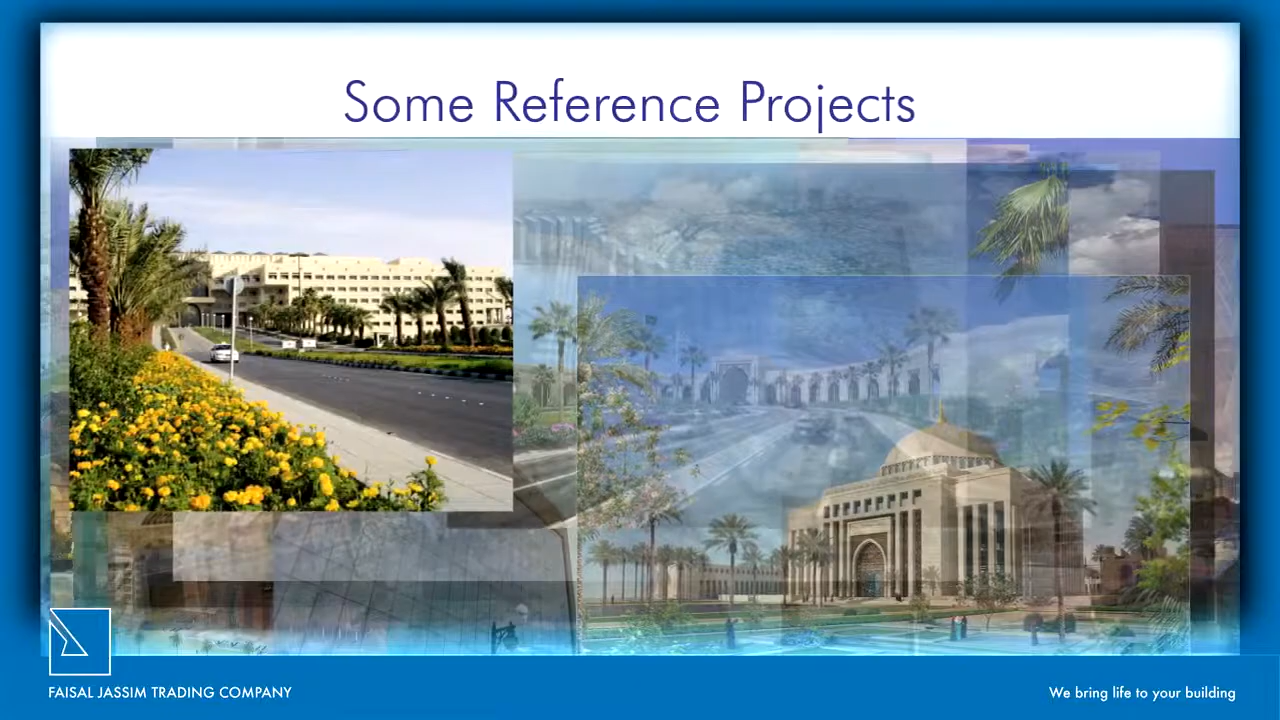 Some Reference Projects
FAISAL JASSIM TRADING COMPANY
We bring life to your building